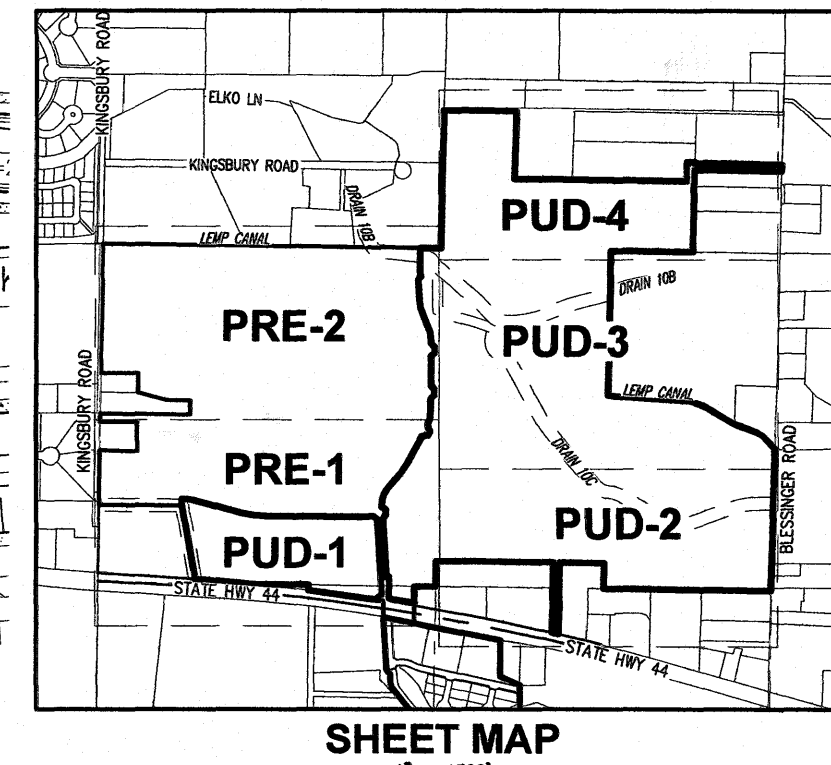 KINGSBURY ROAD
ELKO LN
KINGSBURY ROAD
DRAIN 10B
LEMP CANAL
PUD-4
DRAIN 10B
PRE-2
PUD-3
KINGSBURY ROAD
LEMP CANAL
BLESSINGER ROAD
DRAIN 10C
PRE-1
PUD-2
PUD-1
STATE HWY 44
STATE HWY 44
SHEET MAP